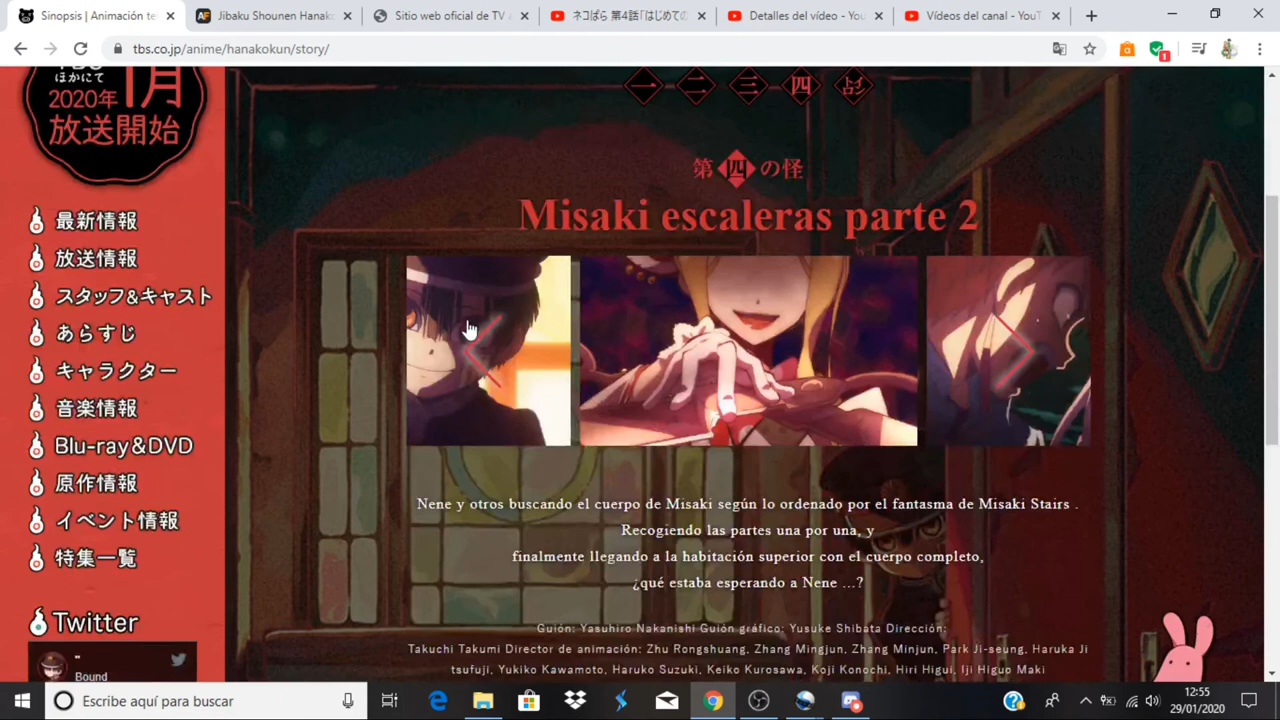 Sinopsis | Animación te
Jibaku Shounen Hanako
Sitio web oficial de TV a
ネコぱら 第4話「はじめての
Detalles del vídeo - You
Vídeos del canal - YouT
tbs.co.jp/anime/hanakokun/story/
1
TBS
ほかにて
2020年
1月
放送開始
最新情報
放送情報
スタッフ&キャスト
あらすじ
キャラクター
音楽情報
Blu-ray&DVD
原作情報
イベント情報
特集一覧
Twitter
Bound
一 二 三 四
第四の怪
Misaki escaleras parte 2
Nene y otros buscando el cuerpo de Misaki según lo ordenado por el fantasma de Misaki Stairs .
Recogiendo las partes una por una, y
finalmente llegando a la habitación superior con el cuerpo completo,
¿qué estaba esperando a Nene ...?
Guión: Yasuhiro Nakanishi Guión gráfico: Yusuke Shibata Dirección:
Takuchi Takumi Director de animación: Zhu Rongshuang, Zhang Mingjun, Zhang Minjun, Park Ji-seung, Haruka Ji
tsufuji, Yukiko Kawamoto, Haruko Suzuki, Keiko Kurosawa, Koji Konochi, Hiri Higui, Iji Higuo Maki
Escribe aquí para buscar
12:55
29/01/2020